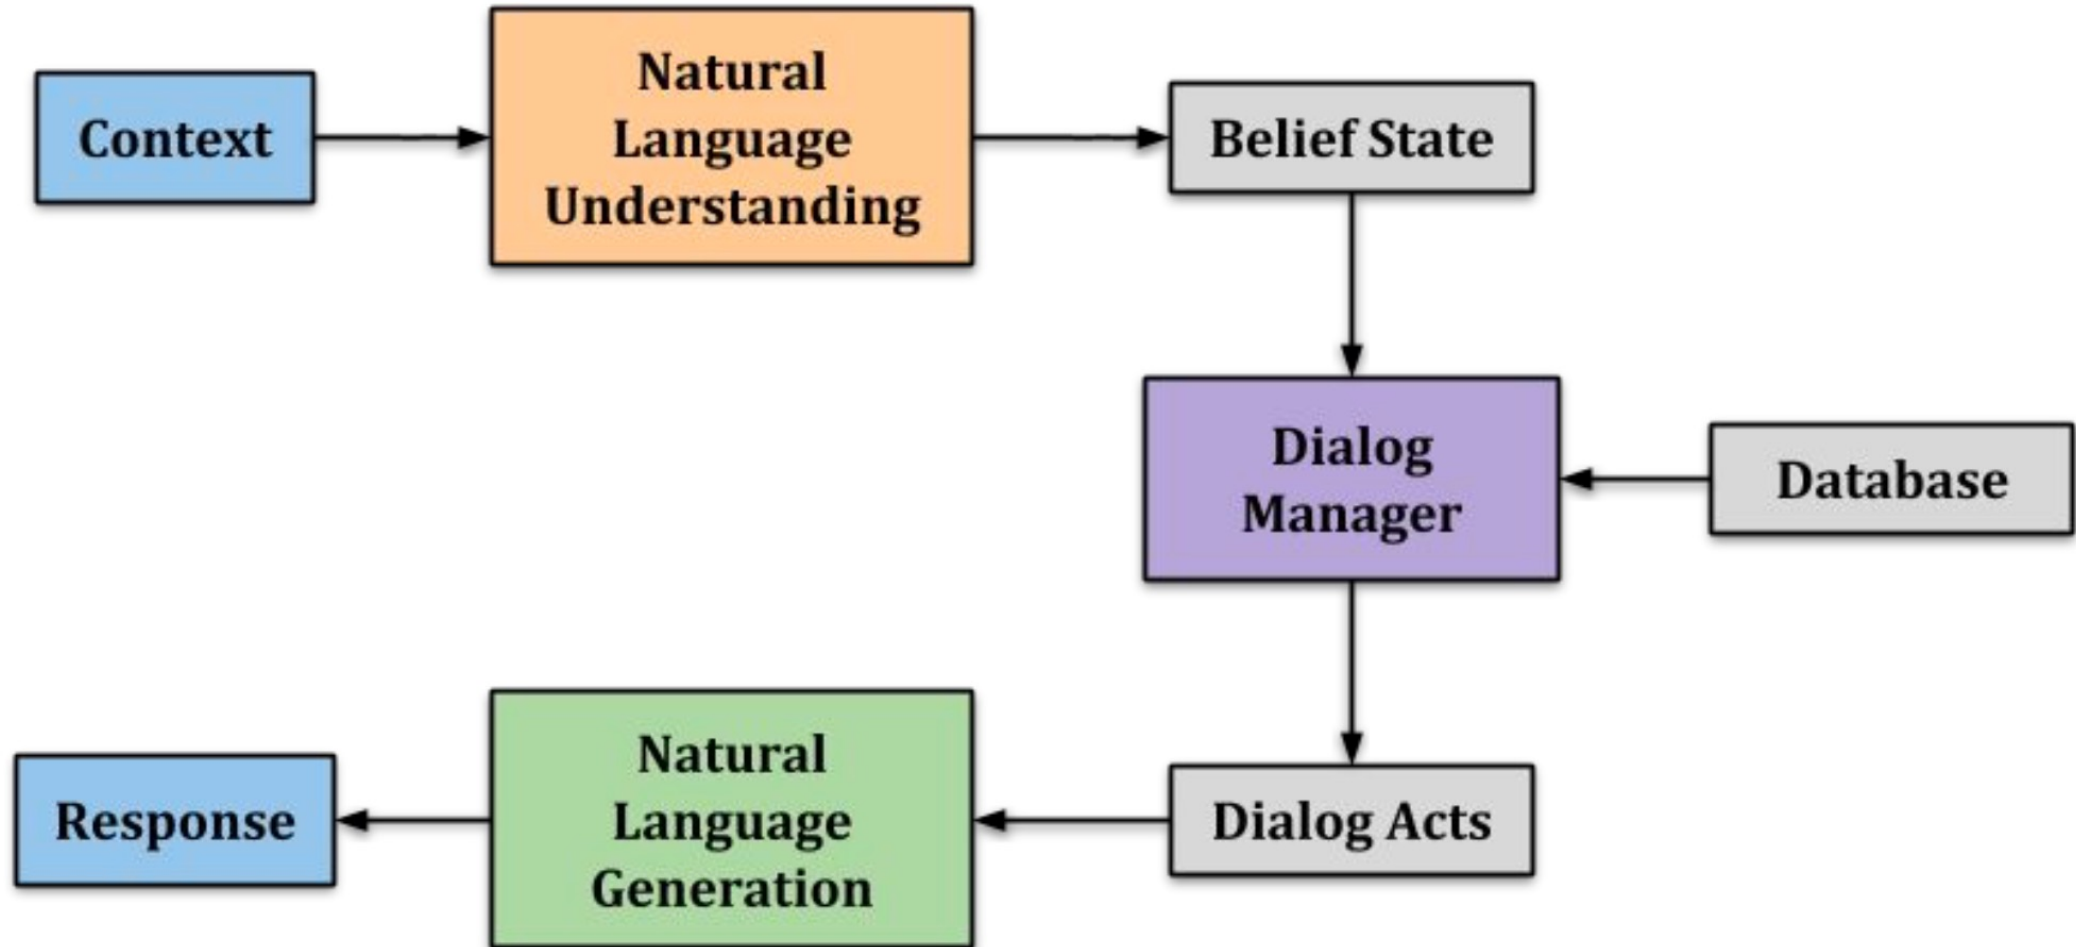 Context
Natural
Language
Understanding
Belief State
Dialog
Manager
Database
Dialog Acts
Natural
Language
Generation
Response